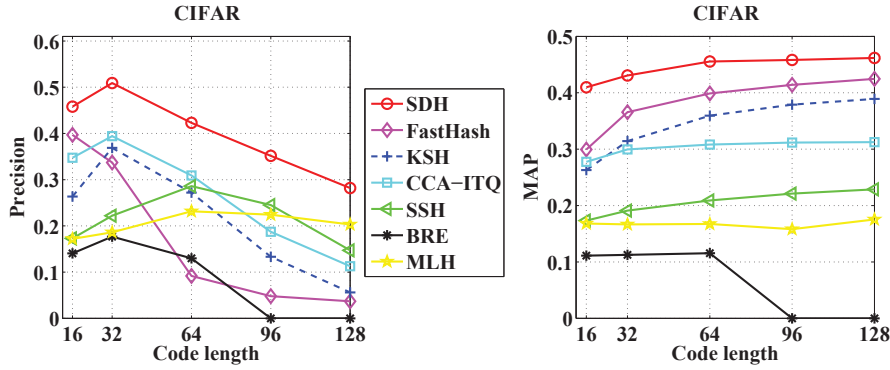 CIFAR
0.6
0.5
0.4
0.3
0.2
0.1
0
Precision
16 32 64 96 128
Code length
SDH
FastHash
KSH
CCA−ITQ
SSH
BRE
MLH
CIFAR
0.5
0.4
0.3
0.2
0.1
0
MAP
16 32 64 96 128
Code length